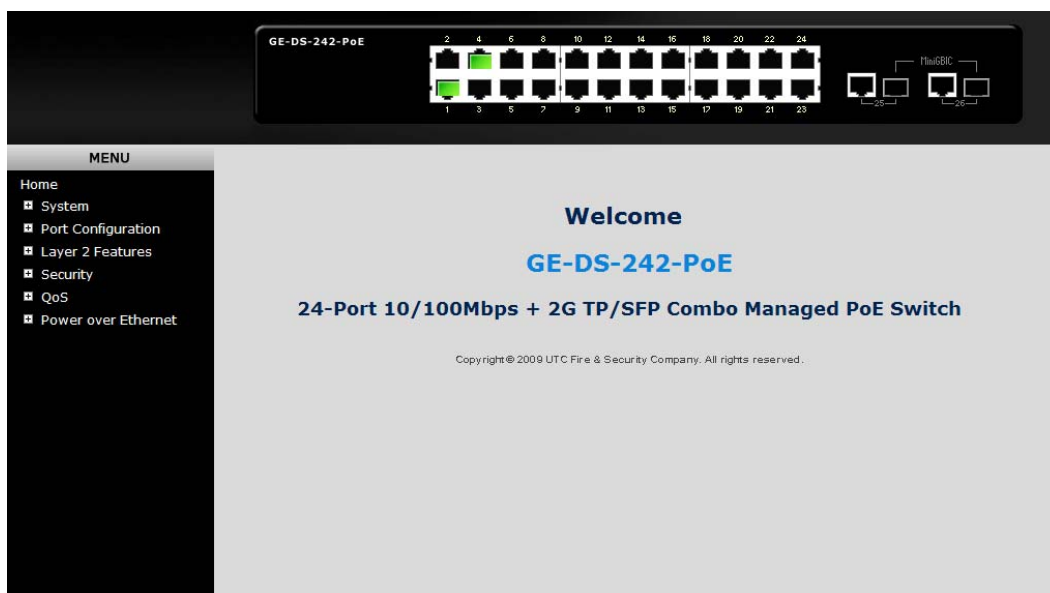 GE-DS-242-PoE
2 4 6 8 10 12 14 16 18 20 22 24
MiniGBIC
25 26
1 3 5 7 9 11 13 15 17 19 21 23
MENU
Home
System
Port Configuration
Layer 2 Features
Security
QoS
Power over Ethernet
Welcome
GE-DS-242-PoE
24-Port 10/100Mbps + 2G TP/SFP Combo Managed PoE Switch
Copyright © 2009 UTC Fire & Security Company. All rights reserved.